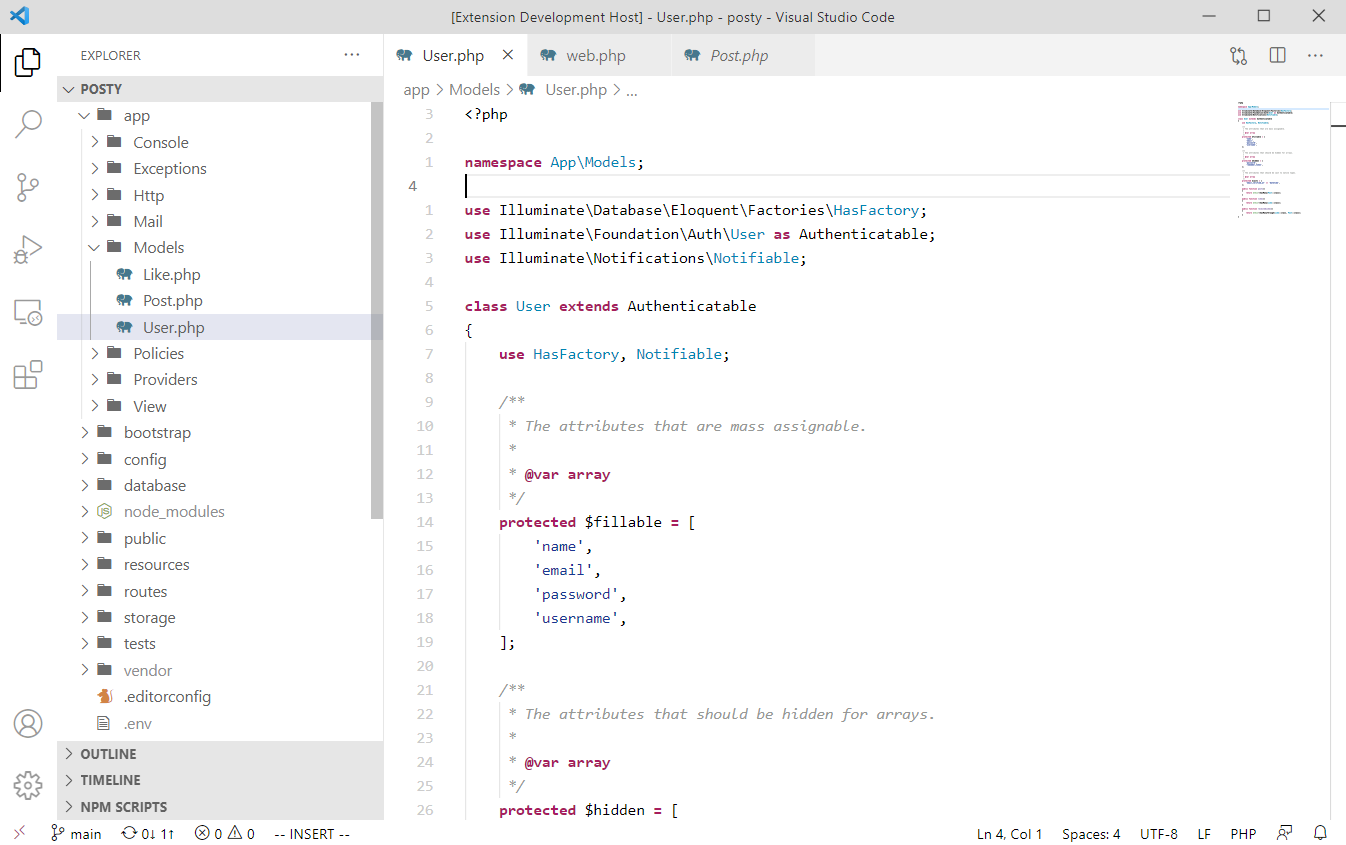 [Extension Development Host] - User.php - posty - Visual Studio Code
EXPLORER
POSTY
app
Console
Exceptions
Http
Mail
Models
Like.php
Post.php
User.php
Policies
Providers
View
bootstrap
config
database
node_modules
public
resources
routes
storage
tests
vendor
.editorconfig
.env
OUTLINE
TIMELINE
NPM SCRIPTS
User.php web.php Post.php
app > Models > User.php > ...
3 <?php
2
1 namespace App\Models;
4
1 use Illuminate\Database\Eloquent\Factories\HasFactory;
2 use Illuminate\Foundation\Auth\User as Authenticatable;
3 use Illuminate\Notifications\Notifiable;
4
5 class User extends Authenticatable
6 {
7 use HasFactory, Notifiable;
8
9 /**
10 * The attributes that are mass assignable.
11 *
12 * @var array
13 */
14 protected $fillable = [
15 'name',
16 'email',
17 'password',
18 'username',
19 ];
20
21 /**
22 * The attributes that should be hidden for arrays.
23 *
24 * @var array
25 */
26 protected $hidden = [
main 0↓ 1↑ 0 0 -- INSERT -- Ln 4, Col 1 Spaces: 4 UTF-8 LF PHP